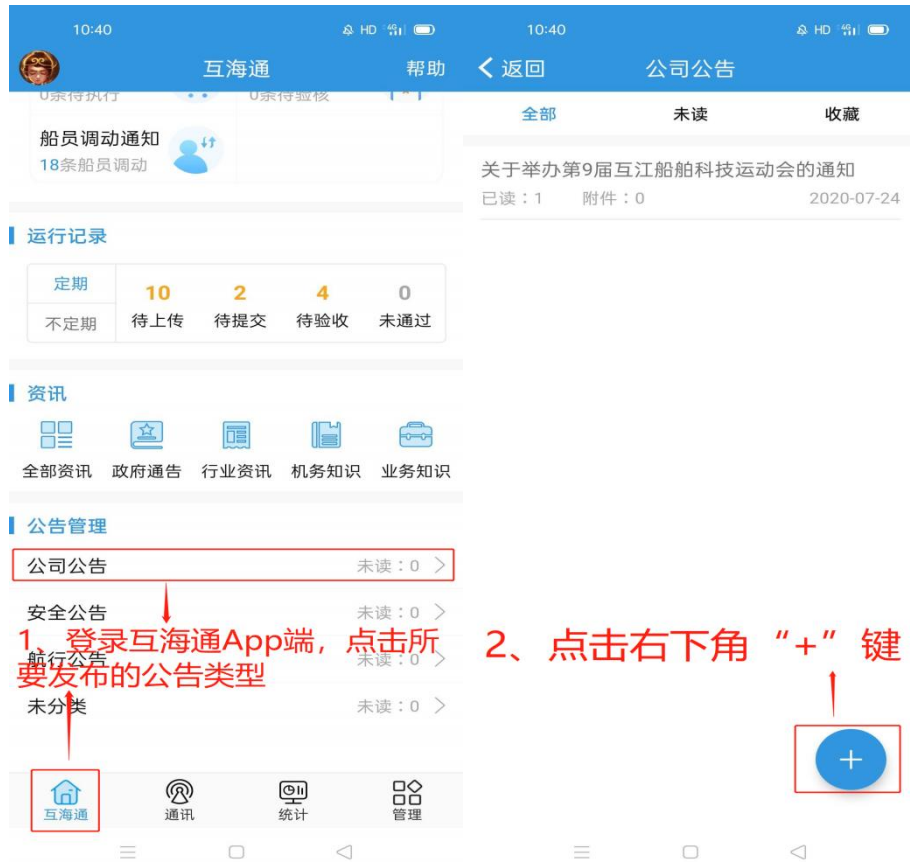 10:40
HD 4G
互海通
帮助
0条待执行
0条待验核
船员调动通知
18条船员调动
运行记录
定期
不定期
10
2
4
0
待上传
待提交
待验收
未通过
资讯
全部资讯
政府通告
行业资讯
机务知识
业务知识
公告管理
公司公告
未读：0
安全公告
未读：0
1、登录互海通App端，点击所
要发布的公告类型
航行公告
未读：0
未分类
未读：0
互海通
通讯
统计
管理
10:40
HD 4G
返回
公司公告
全部
未读
收藏
关于举办第9届互江船舶科技运动会的通知
已读：1 附件：0 2020-07-24
2、点击右下角“+”键
+